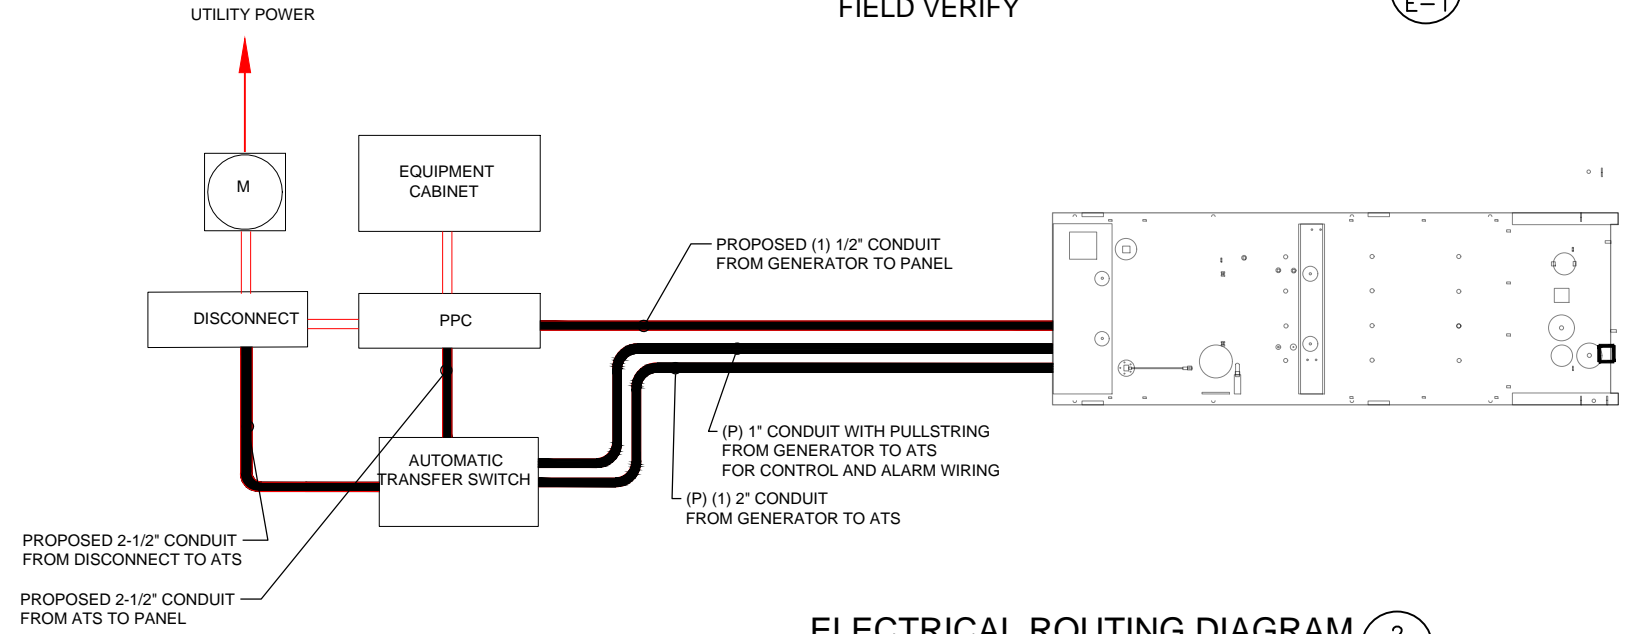 UTILITY POWER
FIELD VERIFY
E-1
M
EQUIPMENT
CABINET
PROPOSED (1) 1/2" CONDUIT
FROM GENERATOR TO PANEL
DISCONNECT
PPC
(P) 1" CONDUIT WITH PULLSTRING
FROM GENERATOR TO ATS
FOR CONTROL AND ALARM WIRING
AUTOMATIC
TRANSFER SWITCH
(P) (1) 2" CONDUIT
FROM GENERATOR TO ATS
PROPOSED 2-1/2" CONDUIT
FROM DISCONNECT TO ATS
PROPOSED 2-1/2" CONDUIT
FROM ATS TO PANEL
ELECTRICAL ROUTING DIAGRAM
2